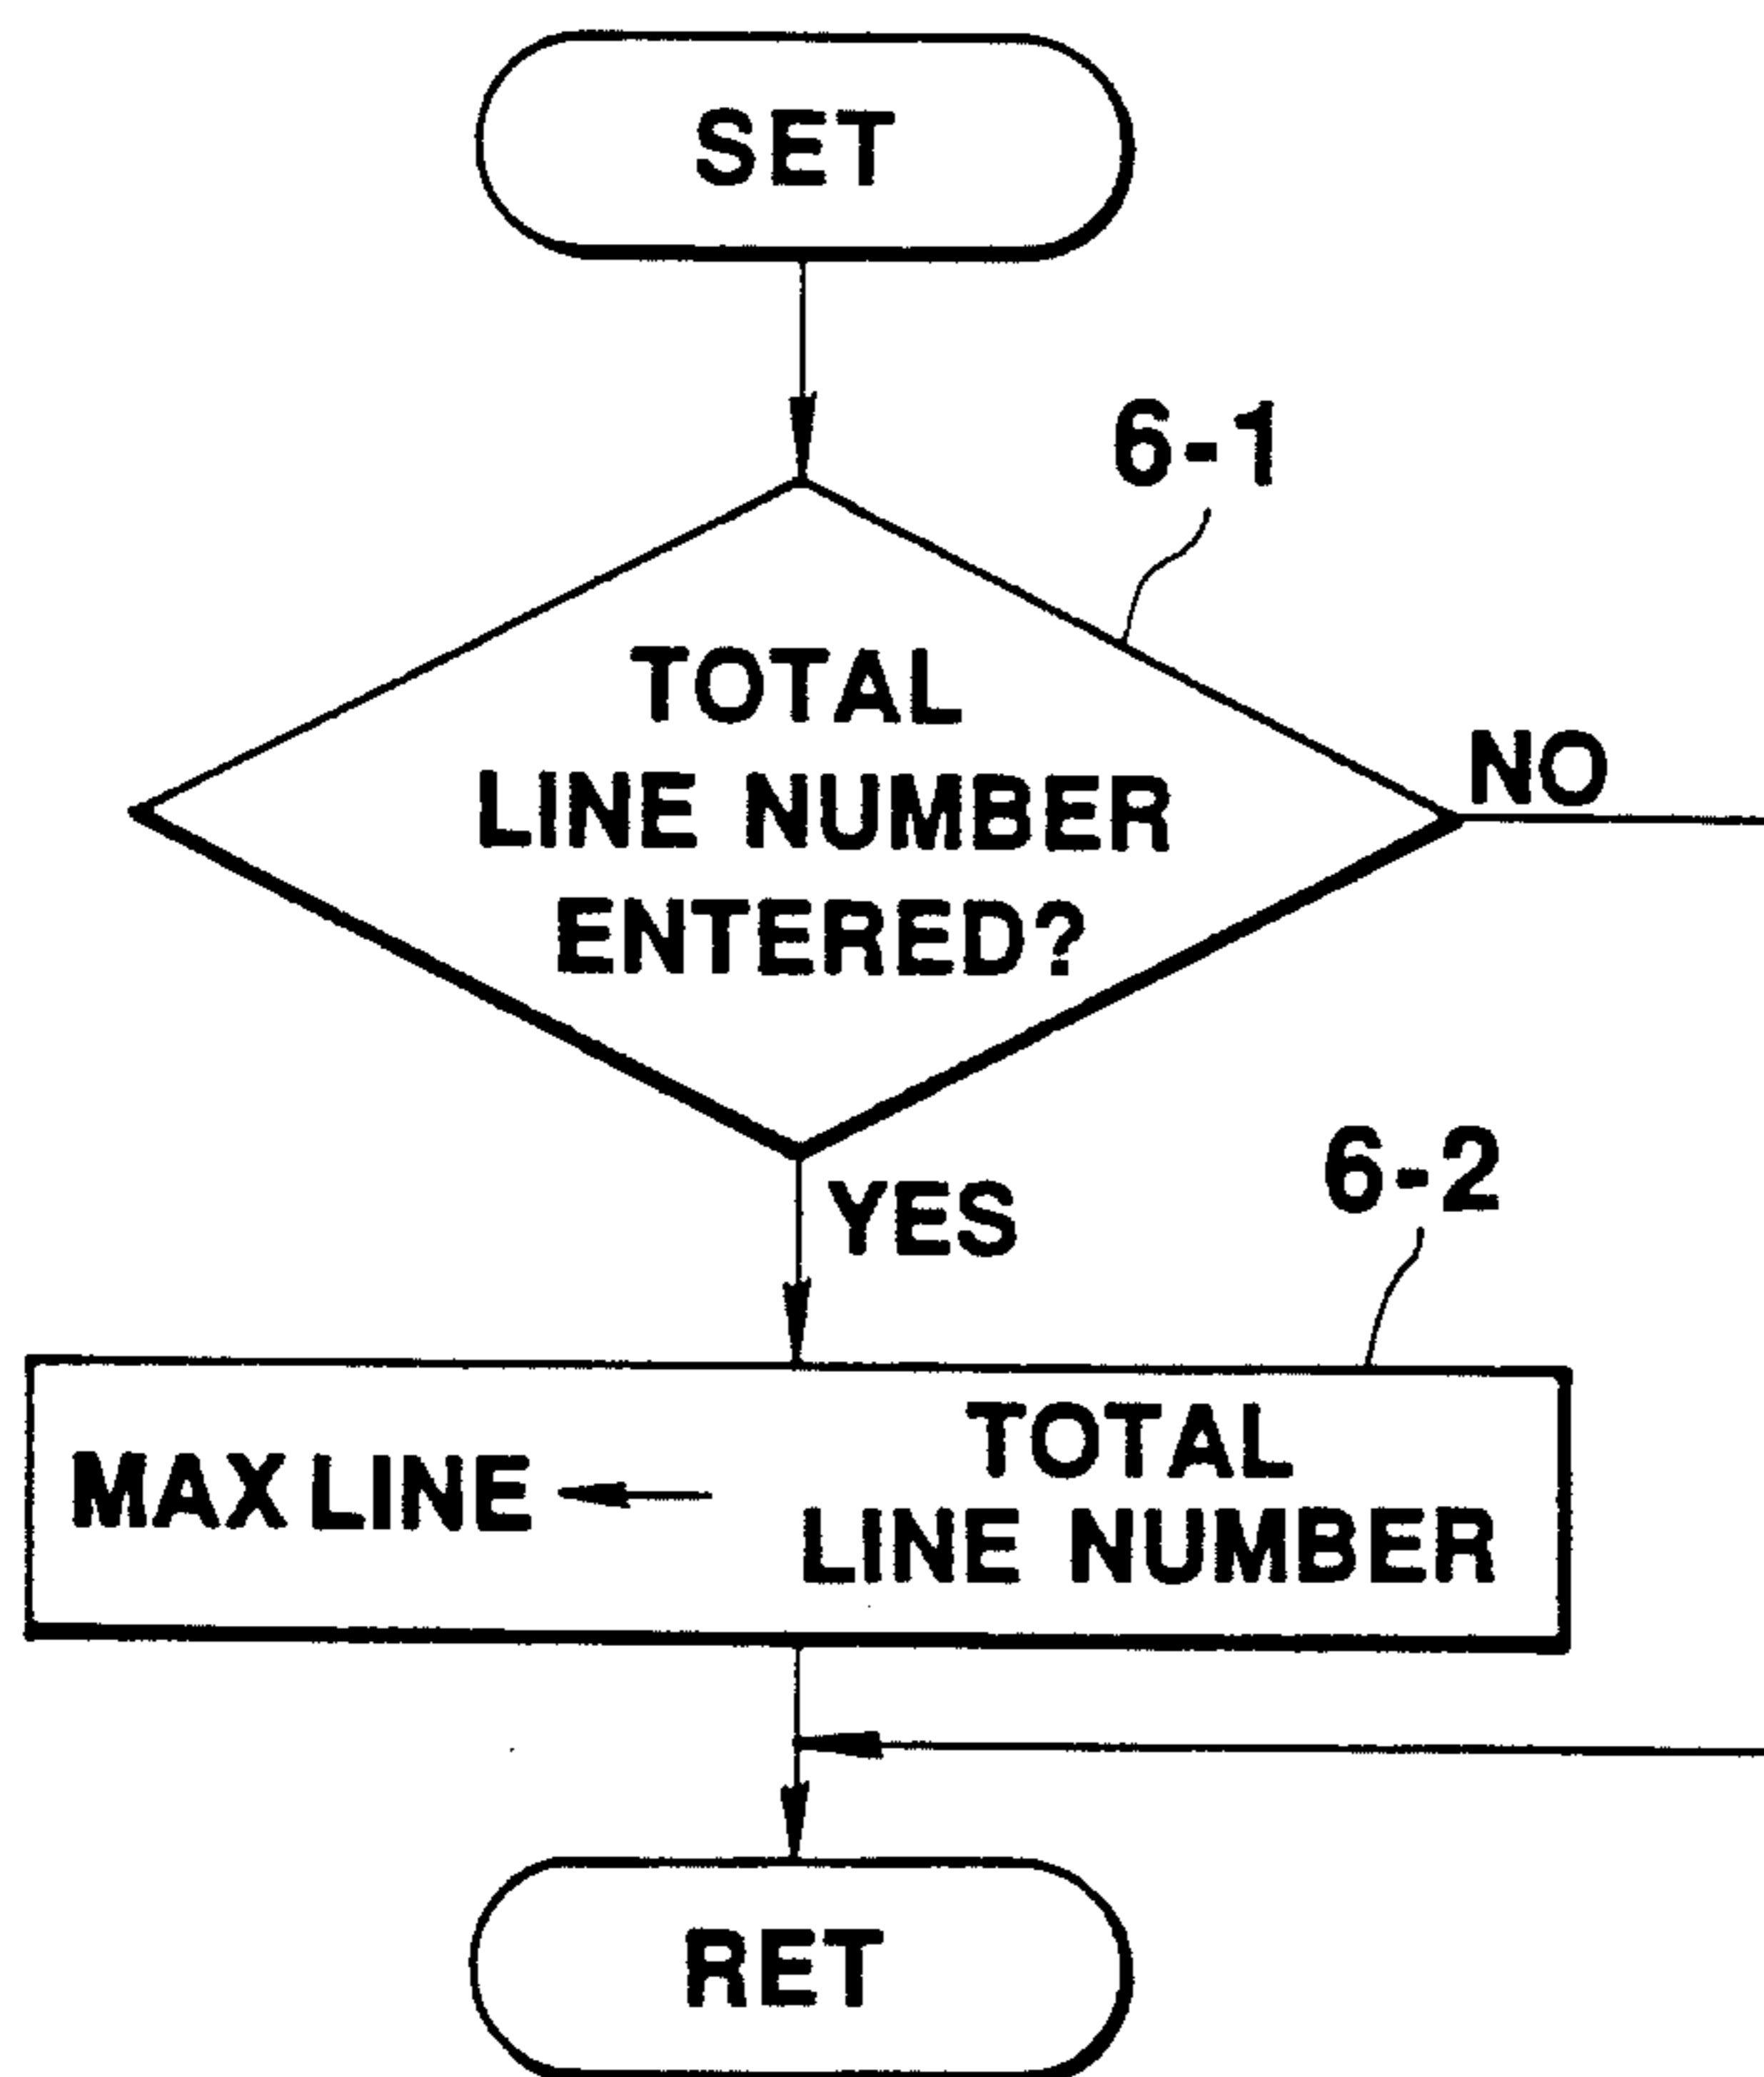 SET
6-1
TOTAL
LINE NUMBER
ENTERED?
NO
YES
6-2
MAX LINE ← TOTAL
LINE NUMBER
RET